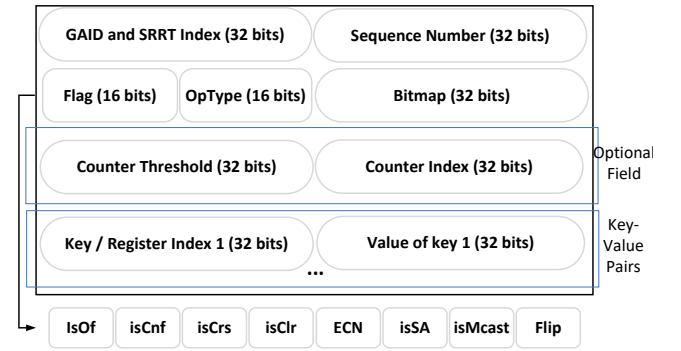 GAID and SRRT Index (32 bits) Sequence Number (32 bits)
Flag (16 bits) OpType (16 bits) Bitmap (32 bits)
Counter Threshold (32 bits) Counter Index (32 bits)
Optional
Field
Key / Register Index 1 (32 bits) Value of key 1 (32 bits)
...
Key-
Value
Pairs
IsOf isCnf isCrs isClr ECN isSA isMcast Flip